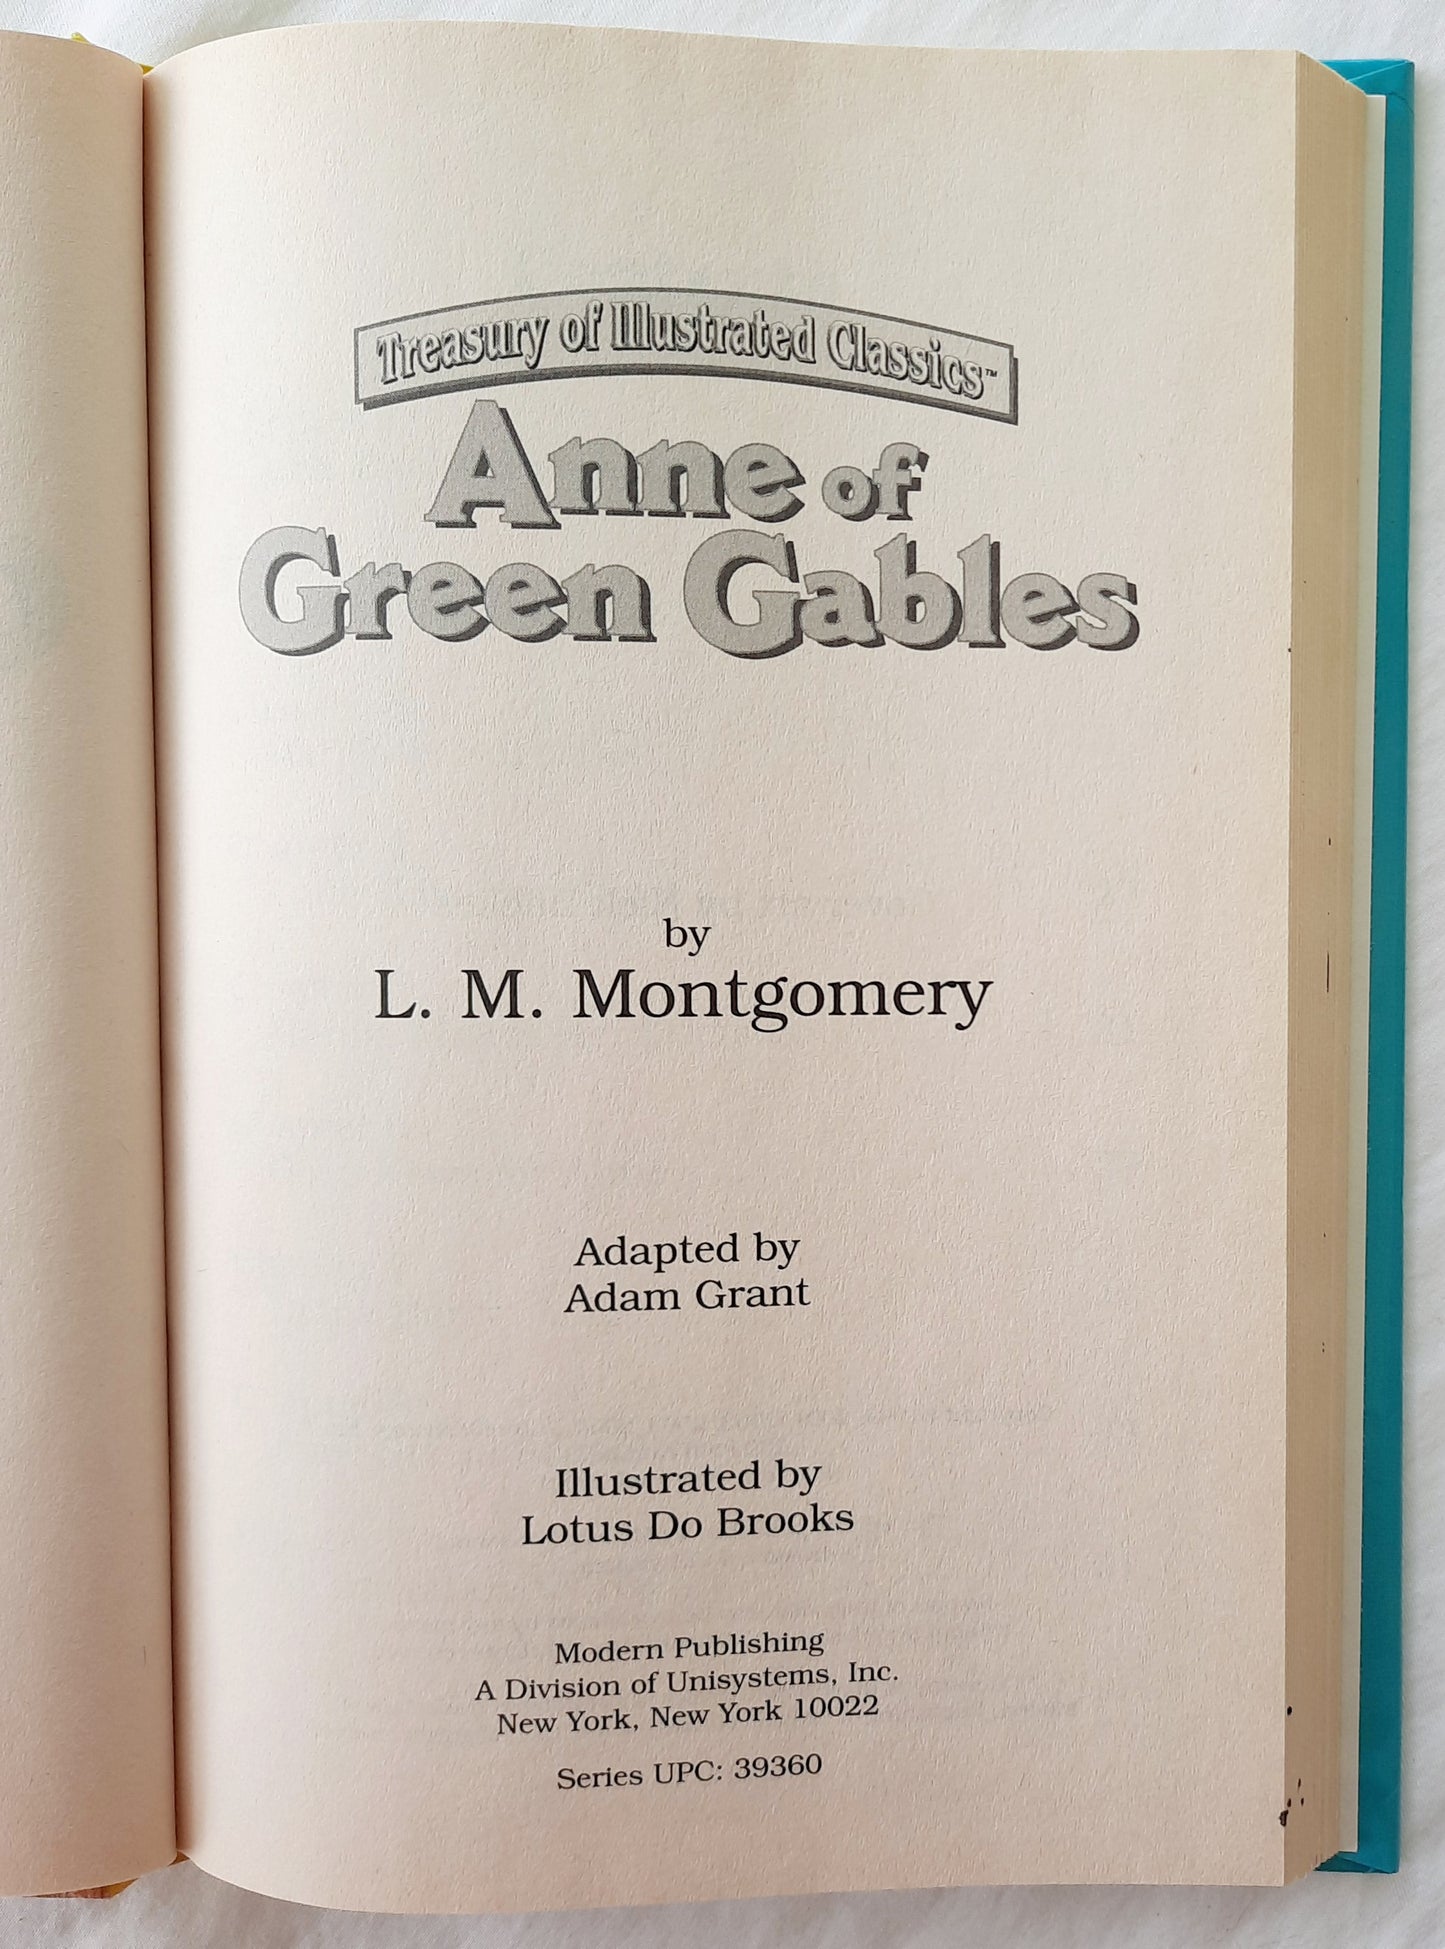 Treasury of Illustrated Classics™
Anne of
Green Gables
by
L. M. Montgomery
Adapted by
Adam Grant
Illustrated by
Lotus Do Brooks
Modern Publishing
A Division of Unisystems, Inc.
New York, New York 10022
Series UPC: 39360